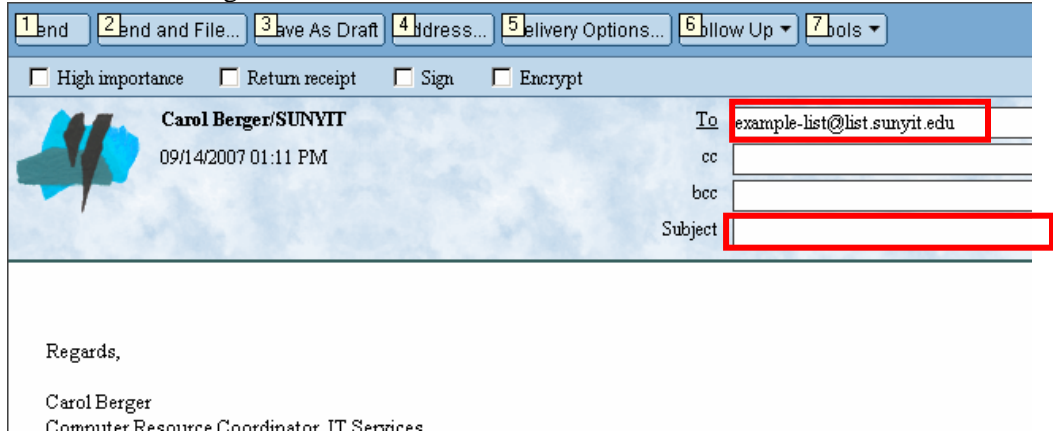 1end 2end and File... 3ave As Draft 4ddress... 5elivery Options... 6ollow Up 7ools
High importance Return receipt Sign Encrypt
Carol Berger/SUNYIT To example-list@list.sunyit.edu
09/14/2007 01:11 PM cc
bcc
Subject
Regards,
Carol Berger
Computer Resource Coordinator, IT Services